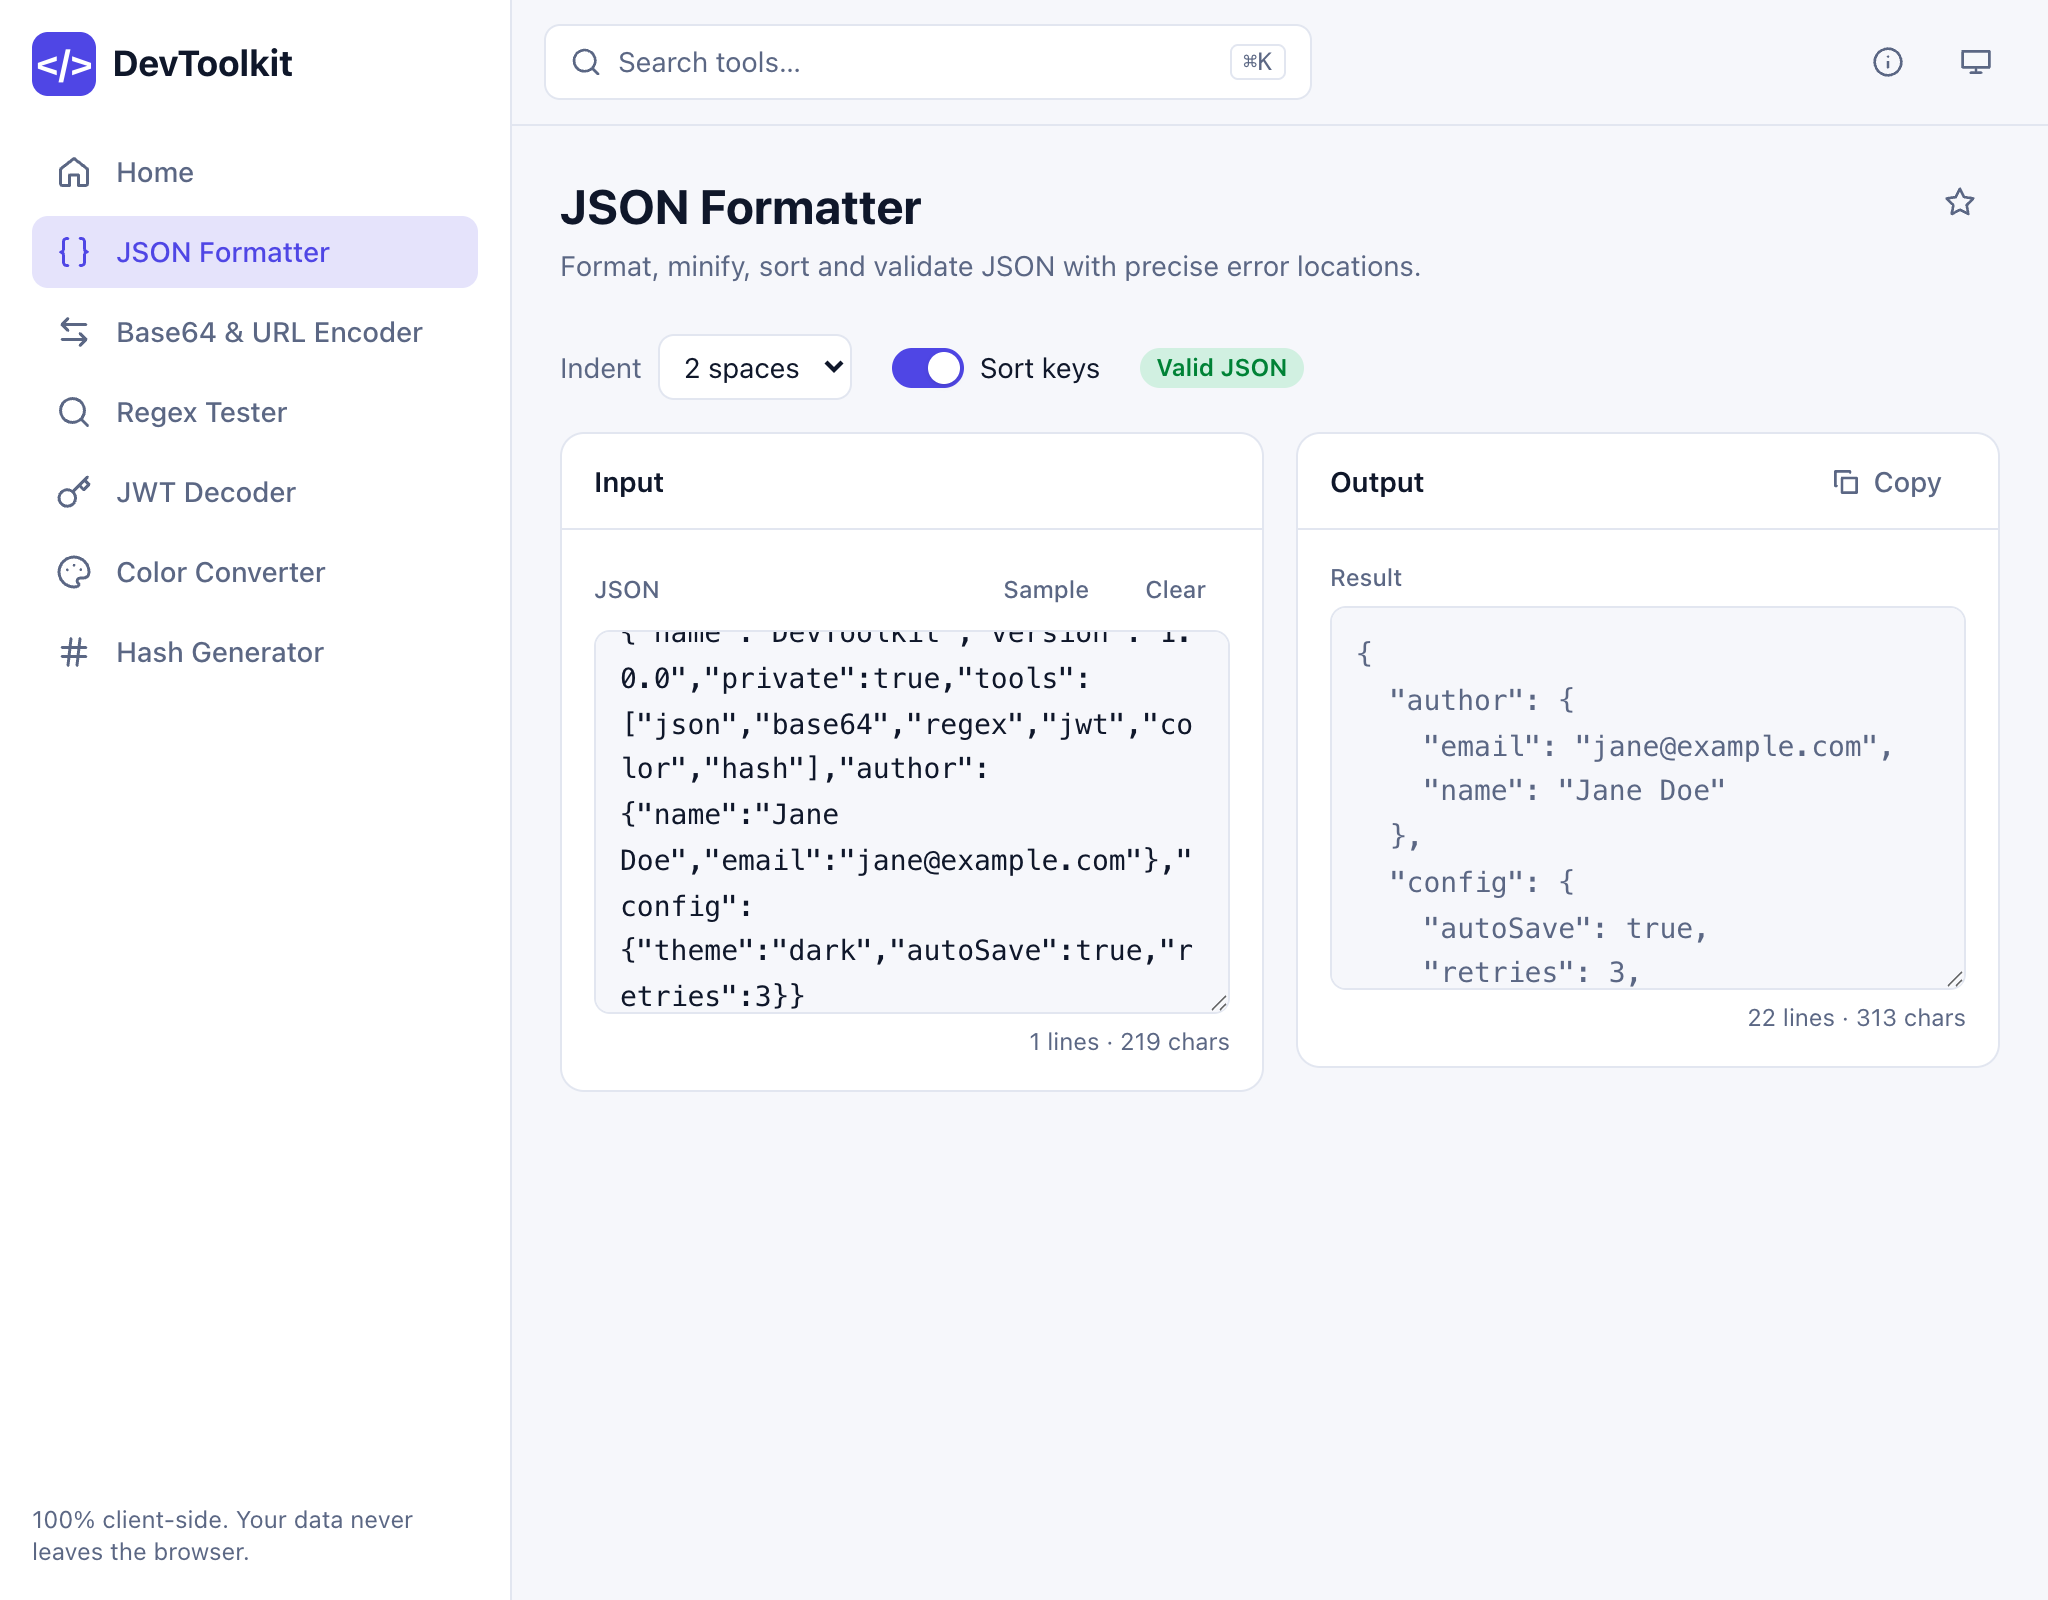 </> DevToolkit
Search tools...
⌘K
Home
JSON Formatter
Base64 & URL Encoder
Regex Tester
JWT Decoder
Color Converter
Hash Generator
100% client-side. Your data never
leaves the browser.
JSON Formatter
Format, minify, sort and validate JSON with precise error locations.
Indent
2 spaces
Sort keys
Valid JSON
Input
JSON
Sample
Clear
{"name":"DevToolkit","version":"1.
0.0","private":true,"tools":
["json","base64","regex","jwt","co
lor","hash"],"author":
{"name":"Jane
Doe","email":"jane@example.com"},"
config":
{"theme":"dark","autoSave":true,"r
etries":3}}
1 lines · 219 chars
Output
Copy
Result
{
  "author": {
    "email": "jane@example.com",
    "name": "Jane Doe"
  },
  "config": {
    "autoSave": true,
    "retries": 3,
22 lines · 313 chars